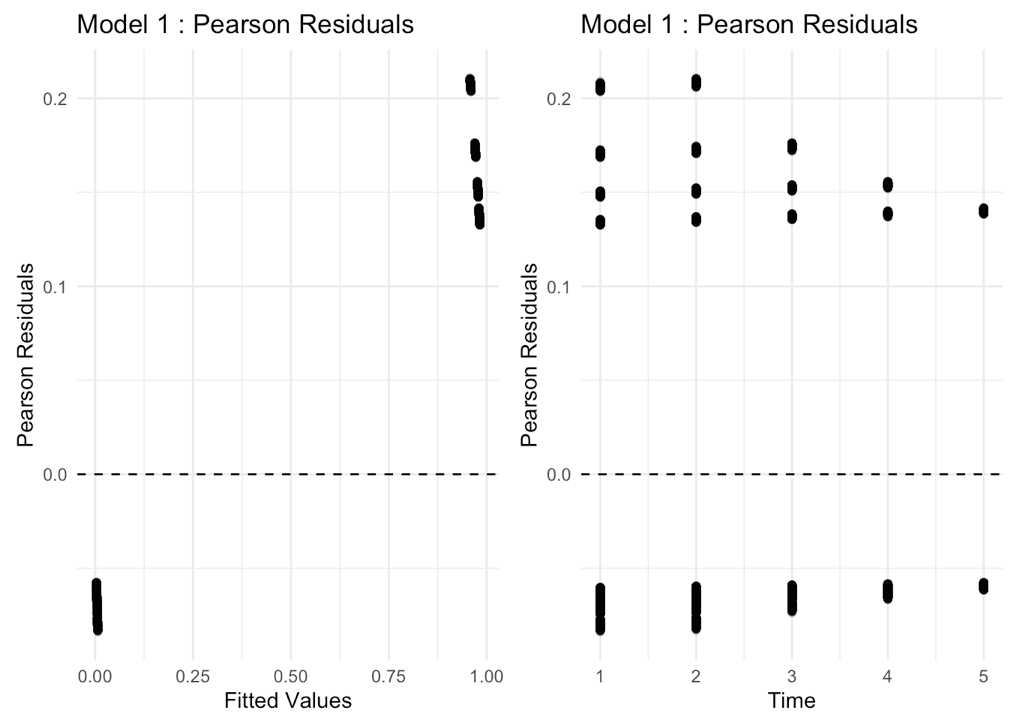 Model 1 : Pearson Residuals
Pearson Residuals
0.2
0.1
0.0
0.00 0.25 0.50 0.75 1.00
Fitted Values
Model 1 : Pearson Residuals
Pearson Residuals
0.2
0.1
0.0
1 2 3 4 5
Time